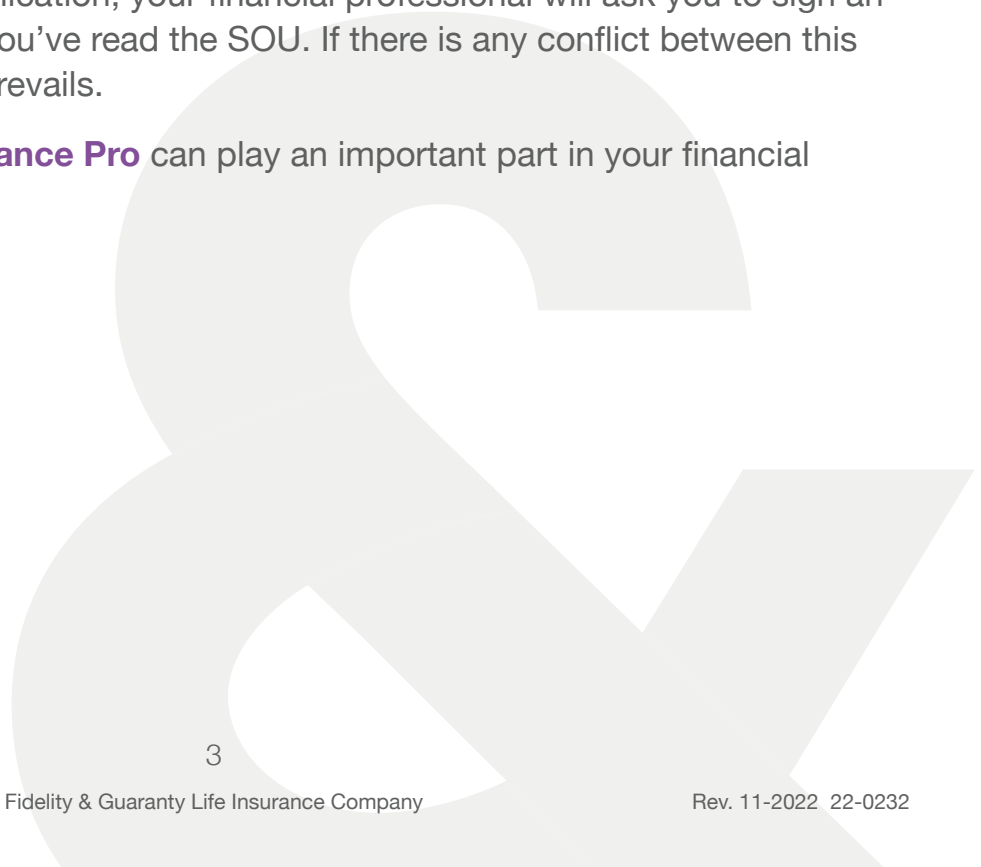 lication, your financial professional will ask you to sign an
ou've read the SOU. If there is any conflict between this
revails.
ance Pro can play an important part in your financial
3
Fidelity & Guaranty Life Insurance Company Rev. 11-2022 22-0232